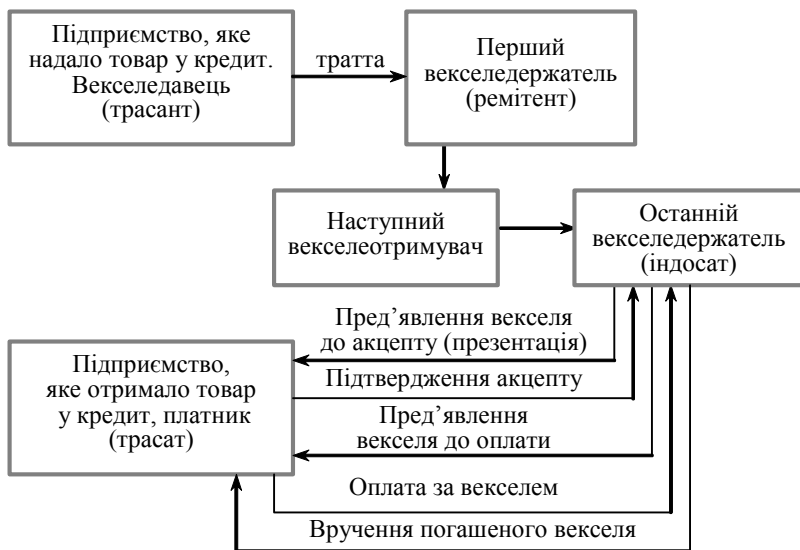 Підприємство, яке
надало товар у кредит.
Векселедавець
(трасант)
тратта
Перший
векселедержатель
(ремітент)
Наступний
векселеотримувач
Останній
векселедержатель
(індосат)
Пред’явлення векселя
до акцепту (презентація)
Підтвердження акцепту
Підприємство,
яке отримало товар
у кредит, платник
(трасат)
Пред’явлення
векселя до оплати
Оплата за векселем
Вручення погашеного векселя